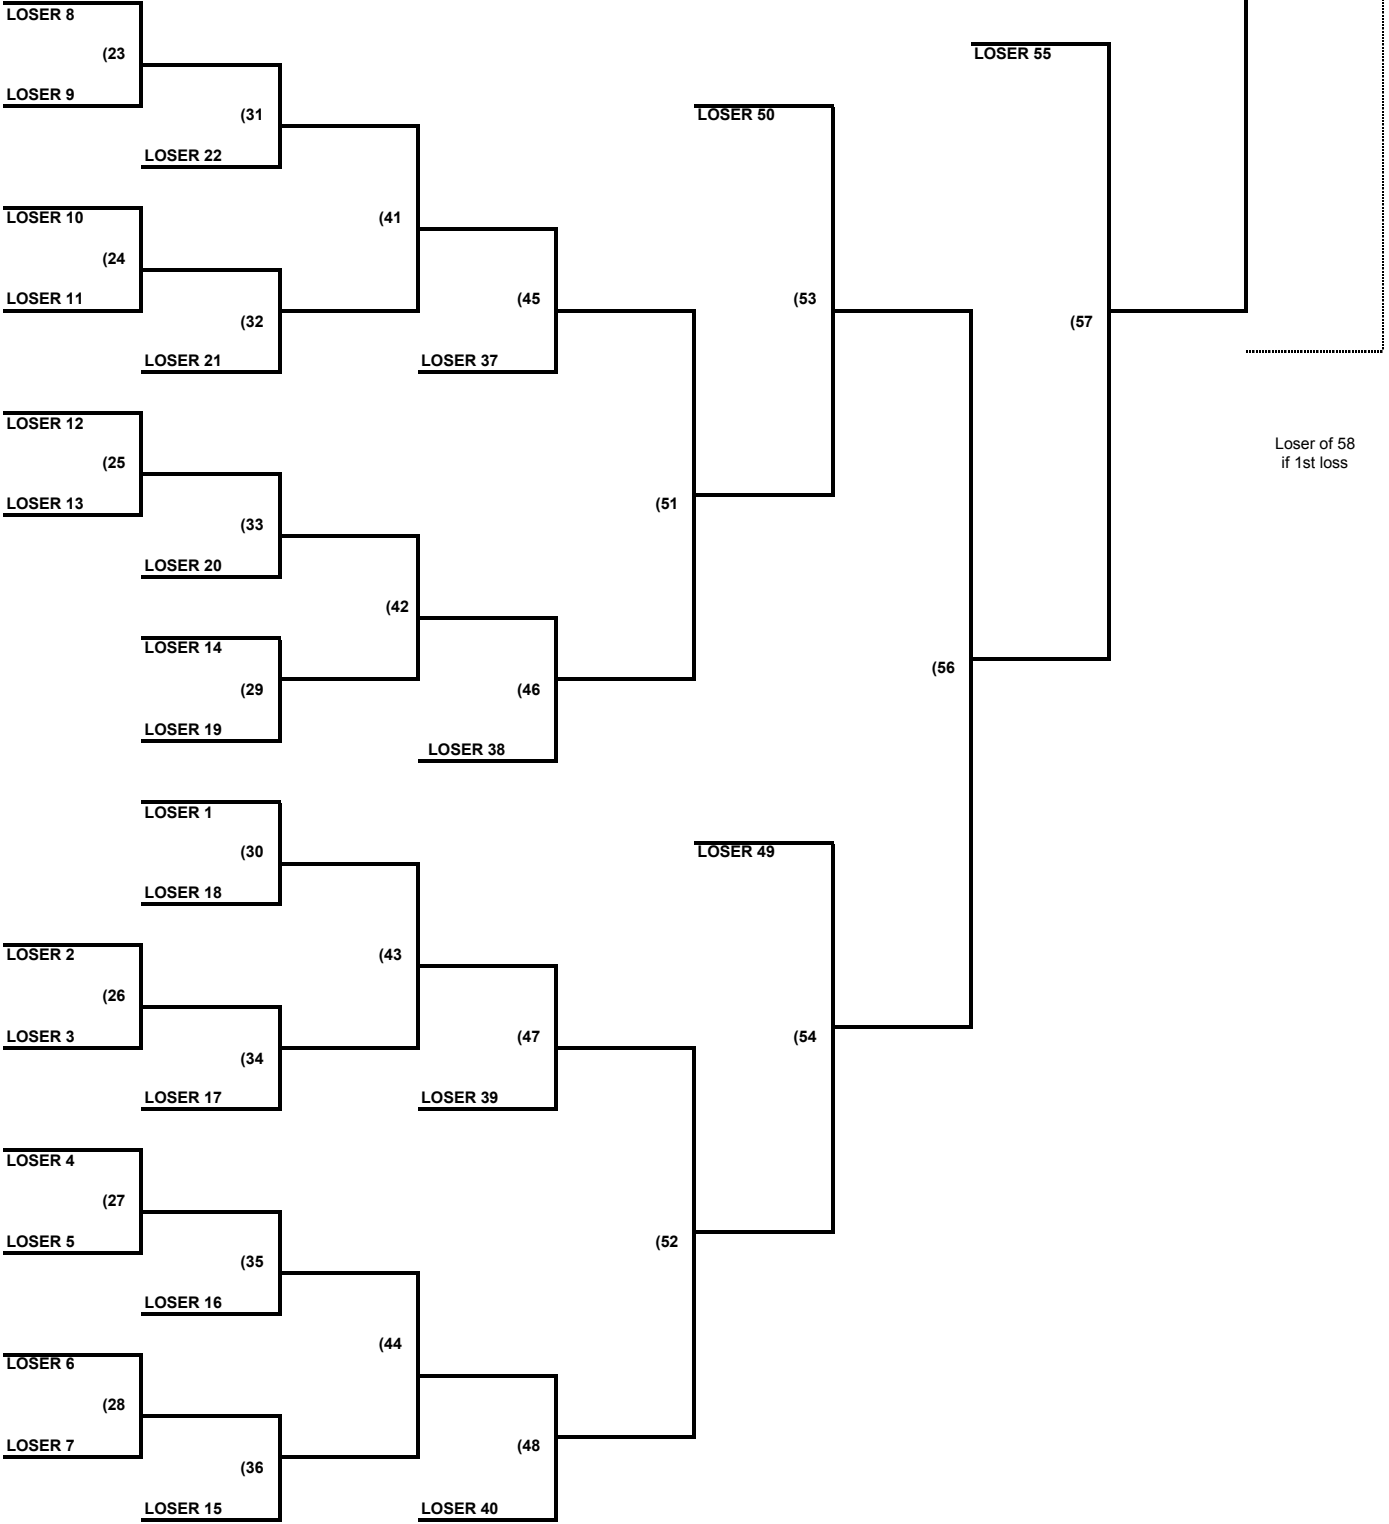 LOSER 8
(23
LOSER 9
(31
LOSER 22
LOSER 10
(24
LOSER 11
(32
LOSER 21
(41
(45
LOSER 37
LOSER 12
(25
LOSER 13
(33
LOSER 20
(42
LOSER 14
(29
LOSER 19
(46
LOSER 38
(51
LOSER 50
(53
LOSER 55
(57
Loser of 58
if 1st loss
(56
LOSER 1
(30
LOSER 18
(43
LOSER 2
(26
LOSER 3
(34
LOSER 17
(47
LOSER 39
LOSER 49
(54
LOSER 4
(27
LOSER 5
(35
LOSER 16
(52
(44
LOSER 6
(28
LOSER 7
(36
LOSER 15
(48
LOSER 40